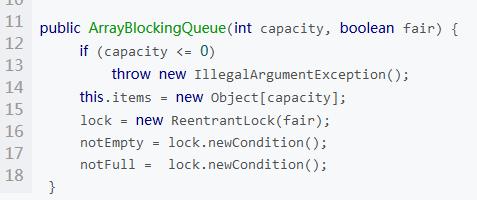 11 public ArrayBlockingQueue(int capacity, boolean fair) {
12 if (capacity <= 0)
13 throw new IllegalArgumentException();
14 this.items = new Object[capacity];
15 lock = new ReentrantLock(fair);
16 notEmpty = lock.newCondition();
17 notFull =  lock.newCondition();
18 }